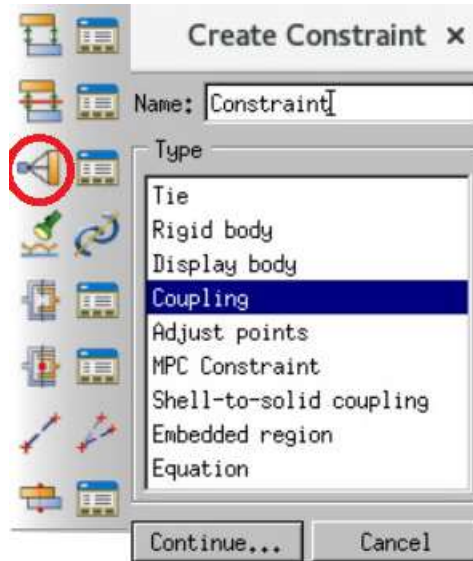 Create Constraint ×
Name: Constraint
Type
Tie
Rigid body
Display body
Coupling
Adjust points
MPC Constraint
Shell-to-solid coupling
Embedded region
Equation
Continue... Cancel